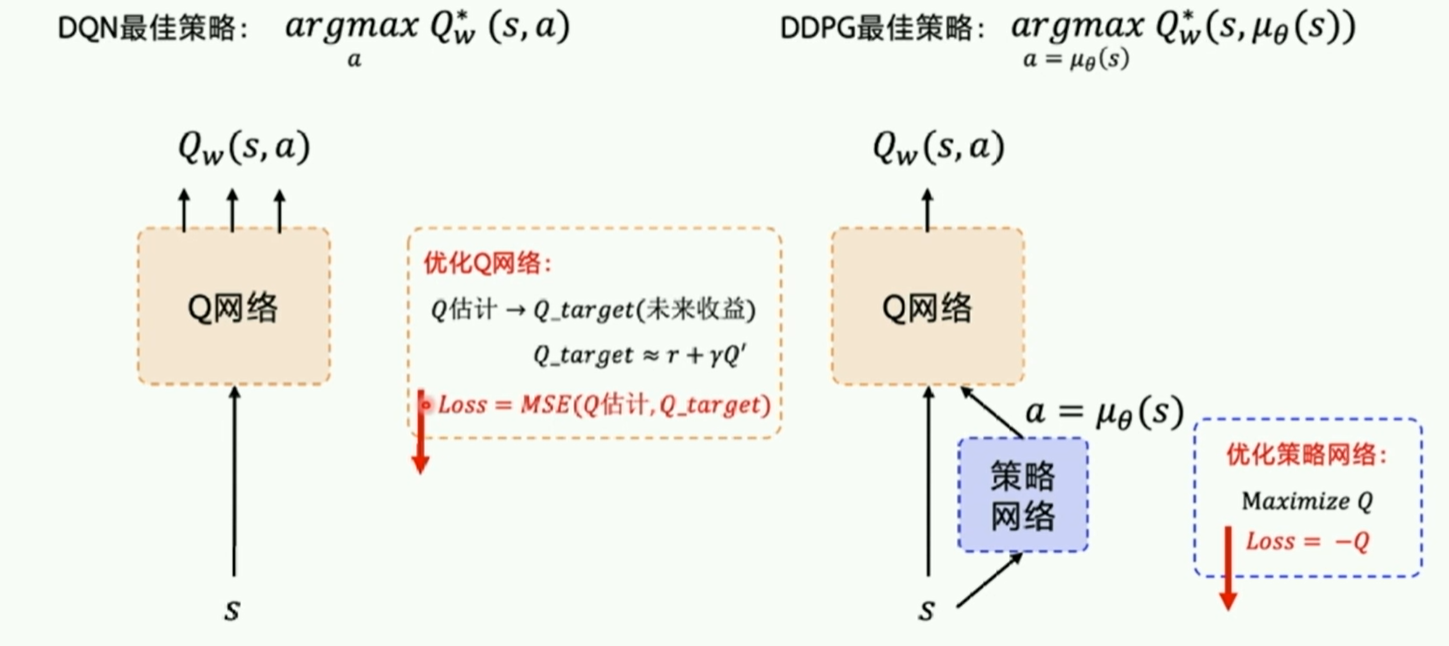 DQN最佳策略： argmax Q*w (s, a)
a
DDPG最佳策略： argmax Q*w(s, μθ(s))
a = μθ(s)
Qw(s, a)
Q网络
s
优化Q网络：
Q估计 → Q_target(未来收益)
Q_target ≈ r + γQ′
Loss = MSE(Q估计, Q_target)
Qw(s, a)
Q网络
a = μθ(s)
策略
网络
s
优化策略网络：
Maximize Q
Loss = −Q